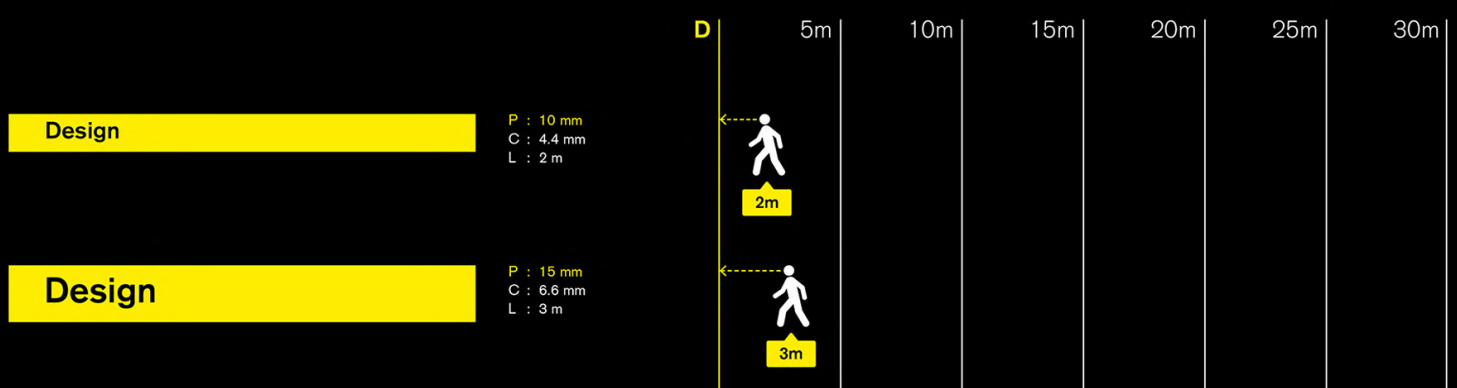 D 5m 10m 15m 20m 25m 30m
Design
P : 10 mm
C : 4.4 mm
L : 2 m
2m
Design
P : 15 mm
C : 6.6 mm
L : 3 m
3m